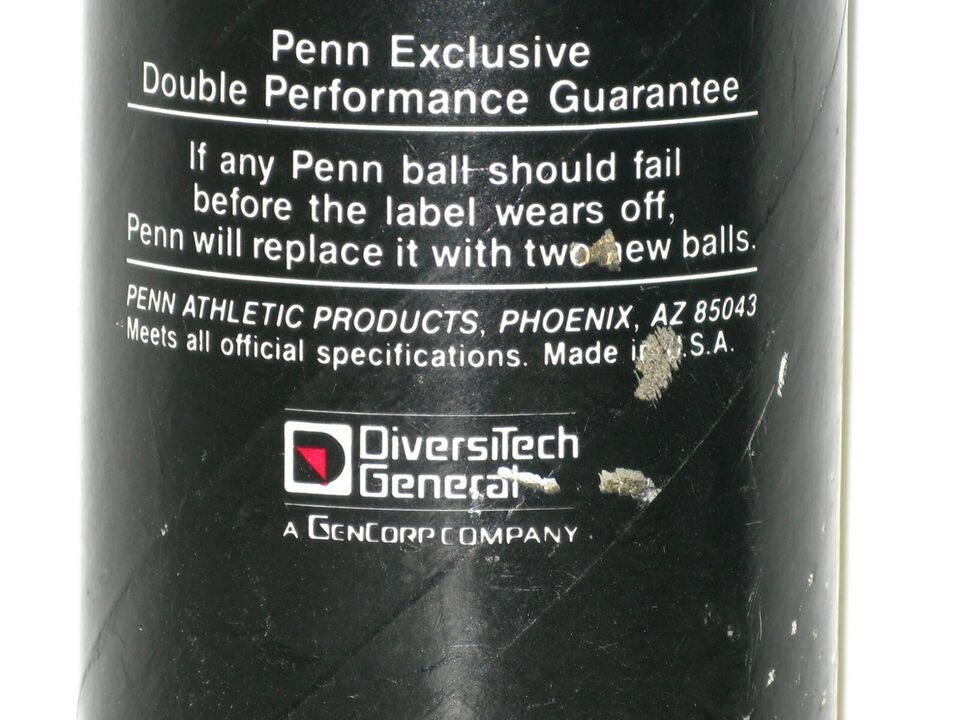 Penn Exclusive
Double Performance Guarantee
If any Penn ball should fail
before the label wears off,
Penn will replace it with two new balls.
PENN ATHLETIC PRODUCTS, PHOENIX, AZ 85043
Meets all official specifications. Made in U.S.A.
DiversiTech
General
A GENCORP COMPANY